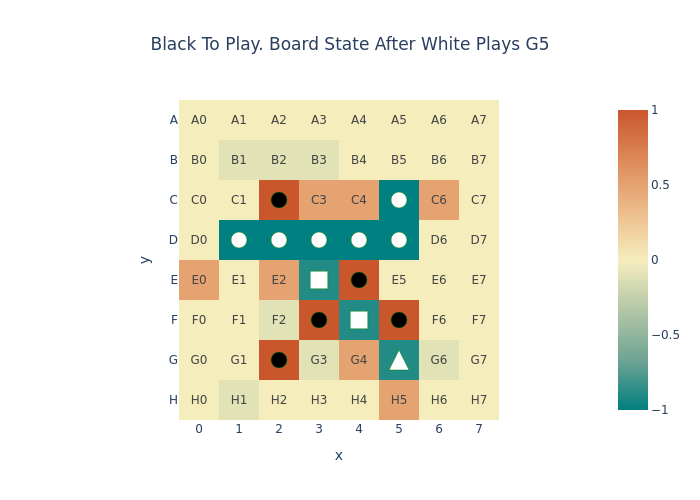 Black To Play. Board State After White Plays G5
A A0 A1 A2 A3 A4 A5 A6 A7
B B0 B1 B2 B3 B4 B5 B6 B7
C C0 C1 C3 C4 C6 C7
D D0 D6 D7
E E0 E1 E2 E5 E6 E7
F F0 F1 F2 F6 F7
G G0 G1 G3 G4 G6 G7
H H0 H1 H2 H3 H4 H5 H6 H7
0 1 2 3 4 5 6 7
x
y
1
0.5
0
−0.5
−1